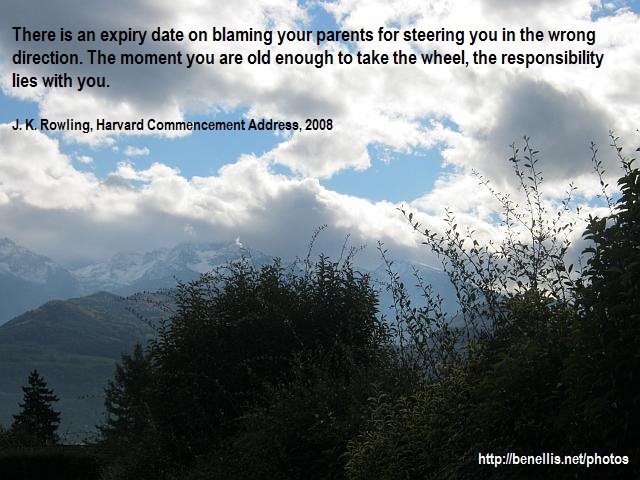 There is an expiry date on blaming your parents for steering you in the wrong
direction. The moment you are old enough to take the wheel, the responsibility
lies with you.
J. K. Rowling, Harvard Commencement Address, 2008
http://benellis.net/photos